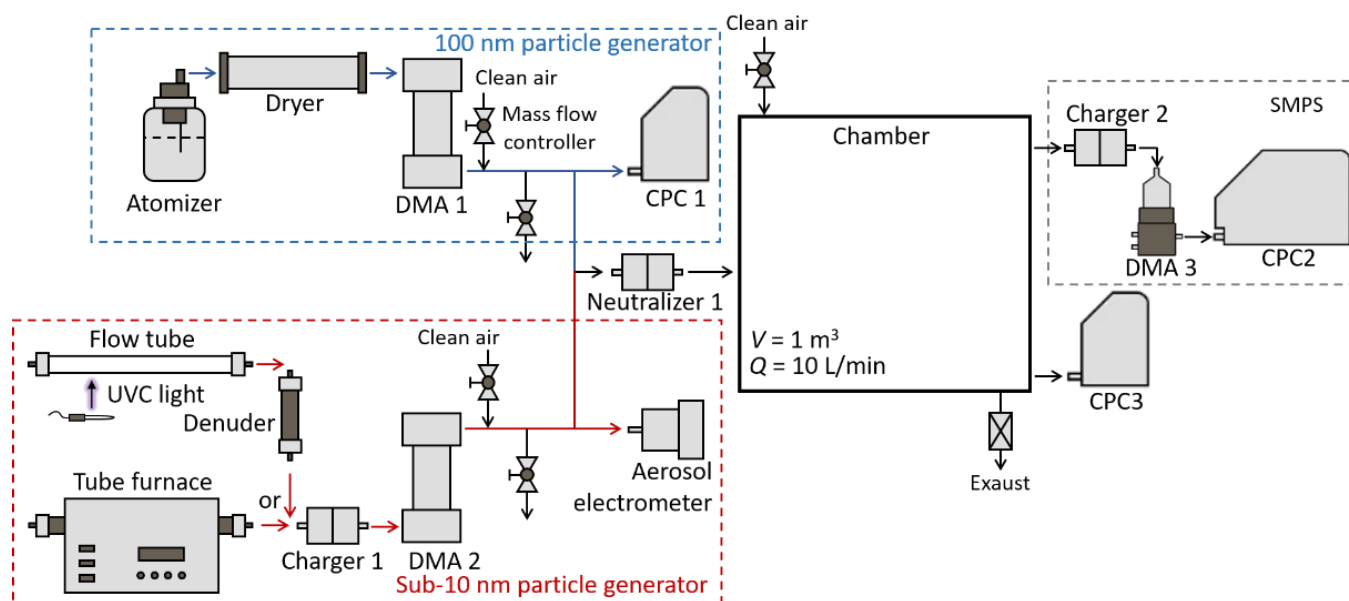 100 nm particle generator
Clean air
Dryer
Mass flow
controller
Atomizer
DMA 1
CPC 1
Clean air
Chamber
V = 1 m³
Q = 10 L/min
Neutralizer 1
SMPS
Charger 2
DMA 3
CPC2
CPC3
Exaust
Flow tube
UVC light
Denuder
Tube furnace
or
Charger 1
DMA 2
Clean air
Aerosol
electrometer
Sub-10 nm particle generator